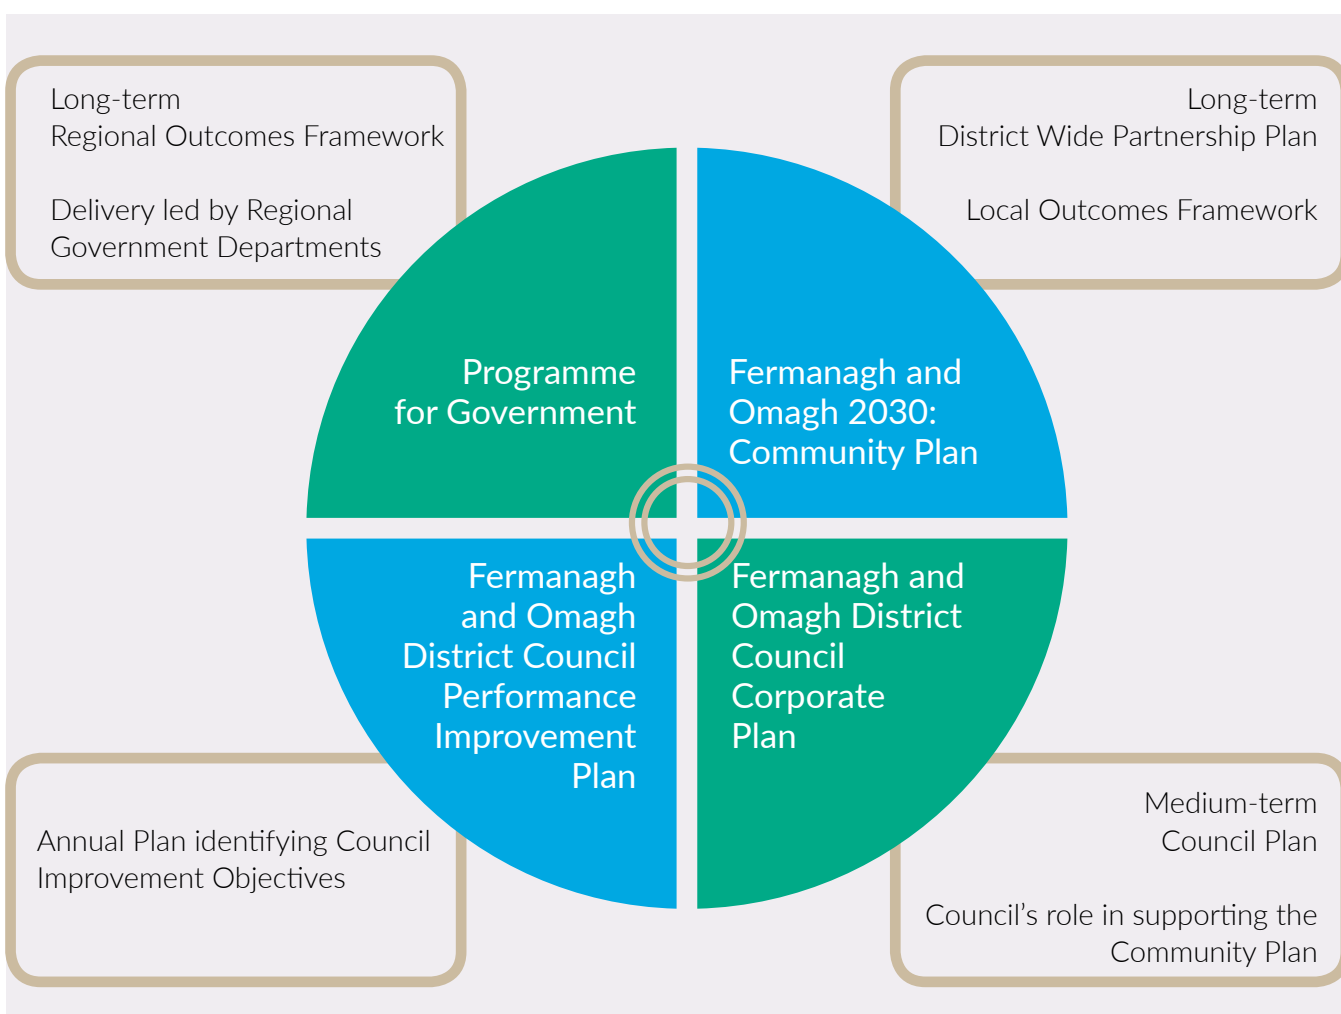 Long-term
Regional Outcomes Framework
Delivery led by Regional
Government Departments
Long-term
District Wide Partnership Plan
Local Outcomes Framework
Programme
for Government
Fermanagh and
Omagh 2030:
Community Plan
Fermanagh
and Omagh
District Council
Performance
Improvement
Plan
Fermanagh and
Omagh District
Council
Corporate
Plan
Annual Plan identifying Council
Improvement Objectives
Medium-term
Council Plan
Council’s role in supporting the
Community Plan